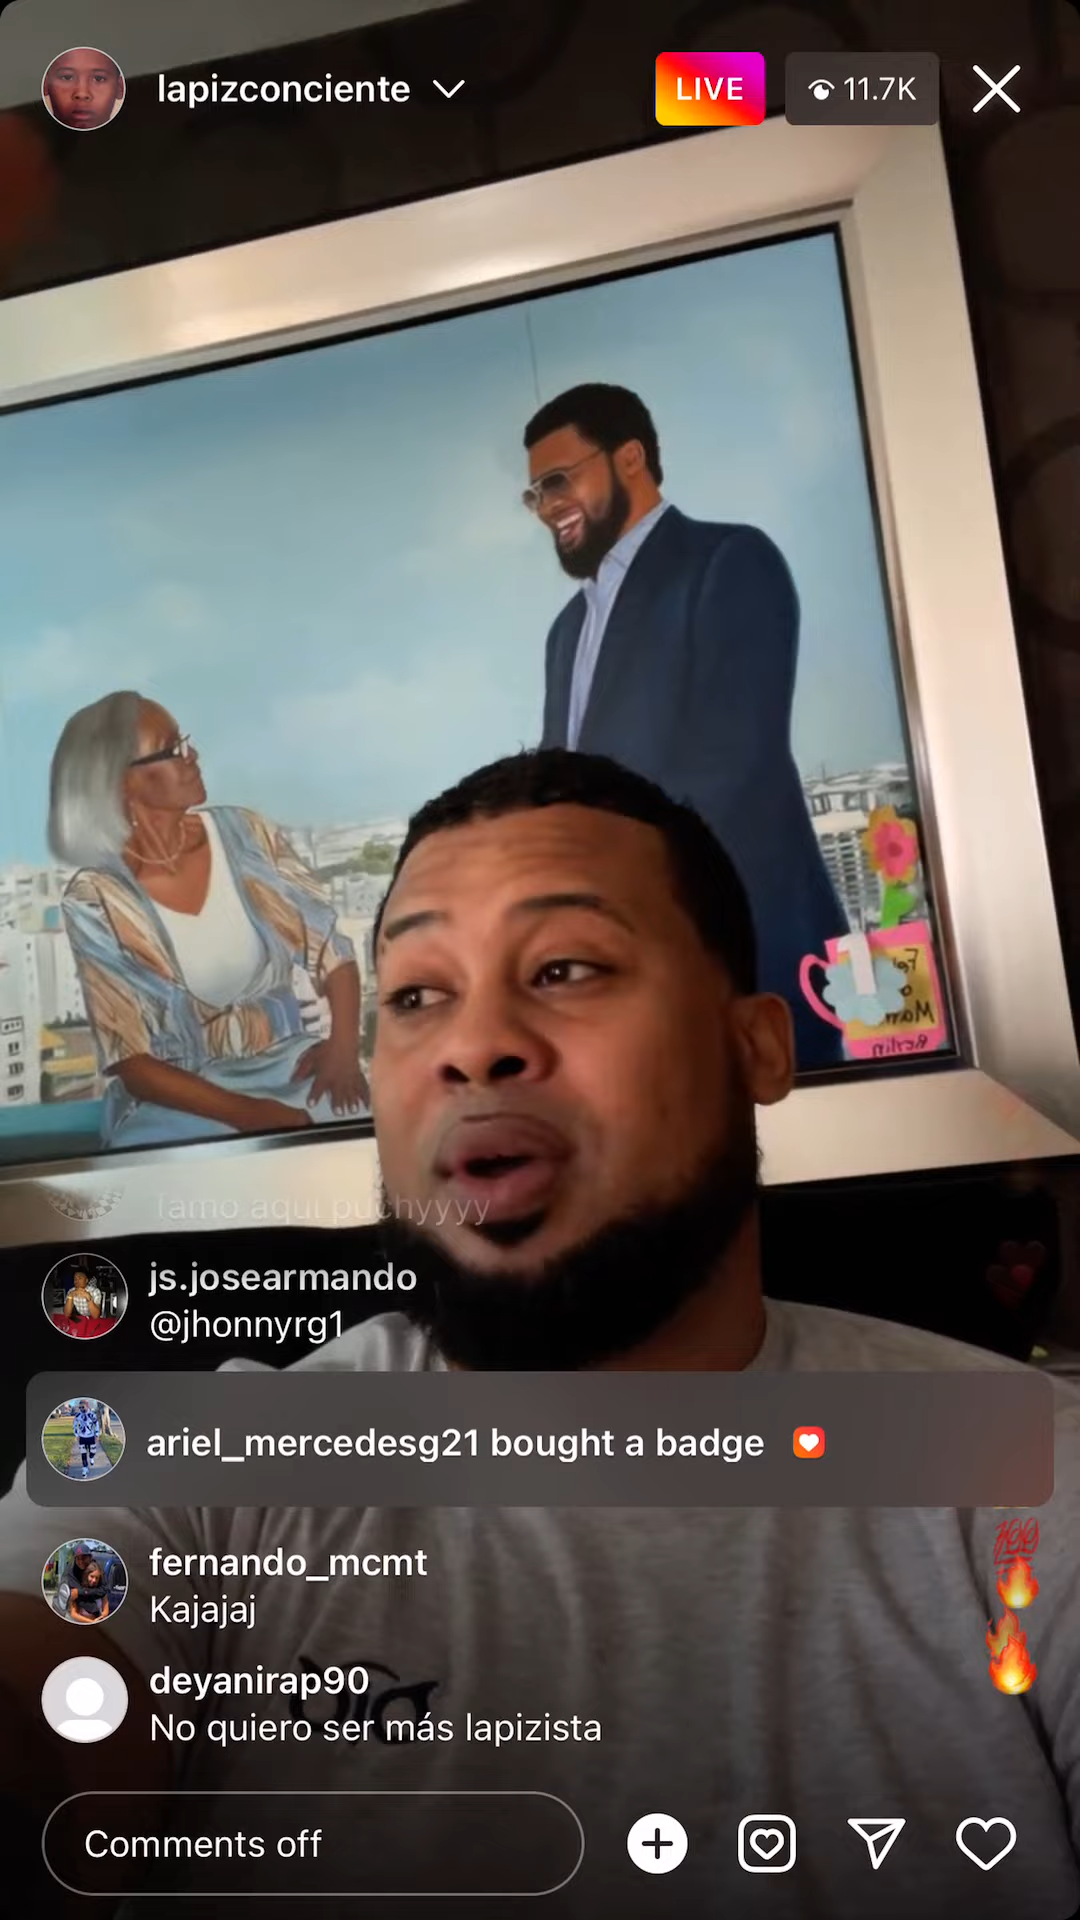 lapizconciente
LIVE
11.7K
famo aqui puchyyyy
js.josearmando
@jhonnyrg1
ariel_mercedesg21 bought a badge
fernando_mcmt
Kajajaj
deyanirap90
No quiero ser más lapizista
Comments off